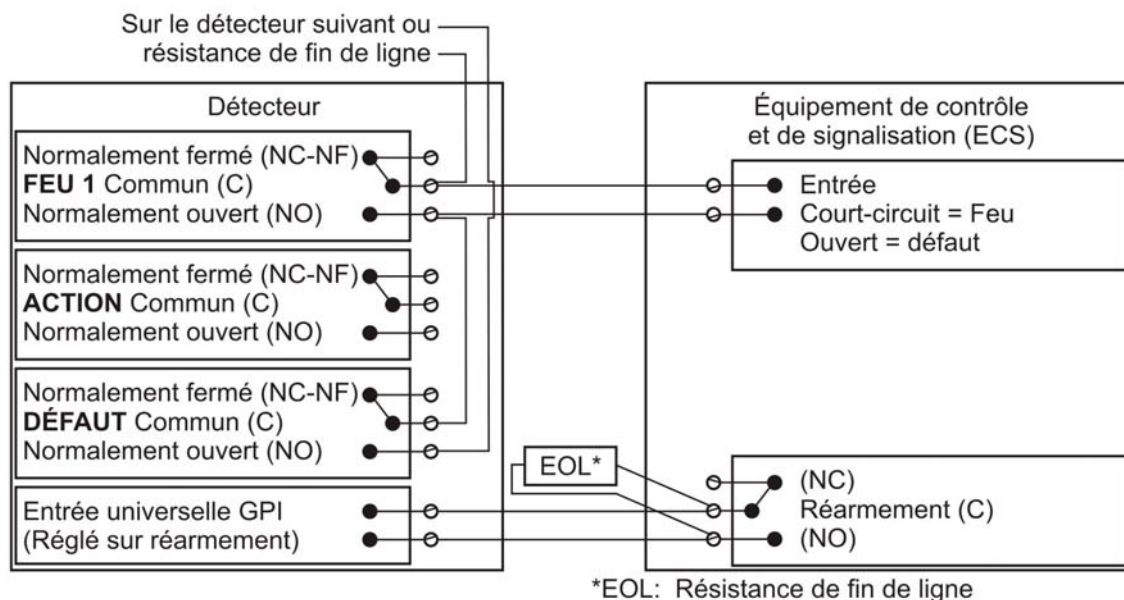 Sur le détecteur suivant ou
résistance de fin de ligne
Détecteur
Normalement fermé (NC-NF)
FEU 1 Commun (C)
Normalement ouvert (NO)
Normalement fermé (NC-NF)
ACTION Commun (C)
Normalement ouvert (NO)
Normalement fermé (NC-NF)
DÉFAUT Commun (C)
Normalement ouvert (NO)
Entrée universelle GPI
(Réglé sur réarmement)
Équipement de contrôle
et de signalisation (ECS)
Entrée
Court-circuit = Feu
Ouvert = défaut
EOL*
(NC)
Réarmement (C)
(NO)
*EOL: Résistance de fin de ligne